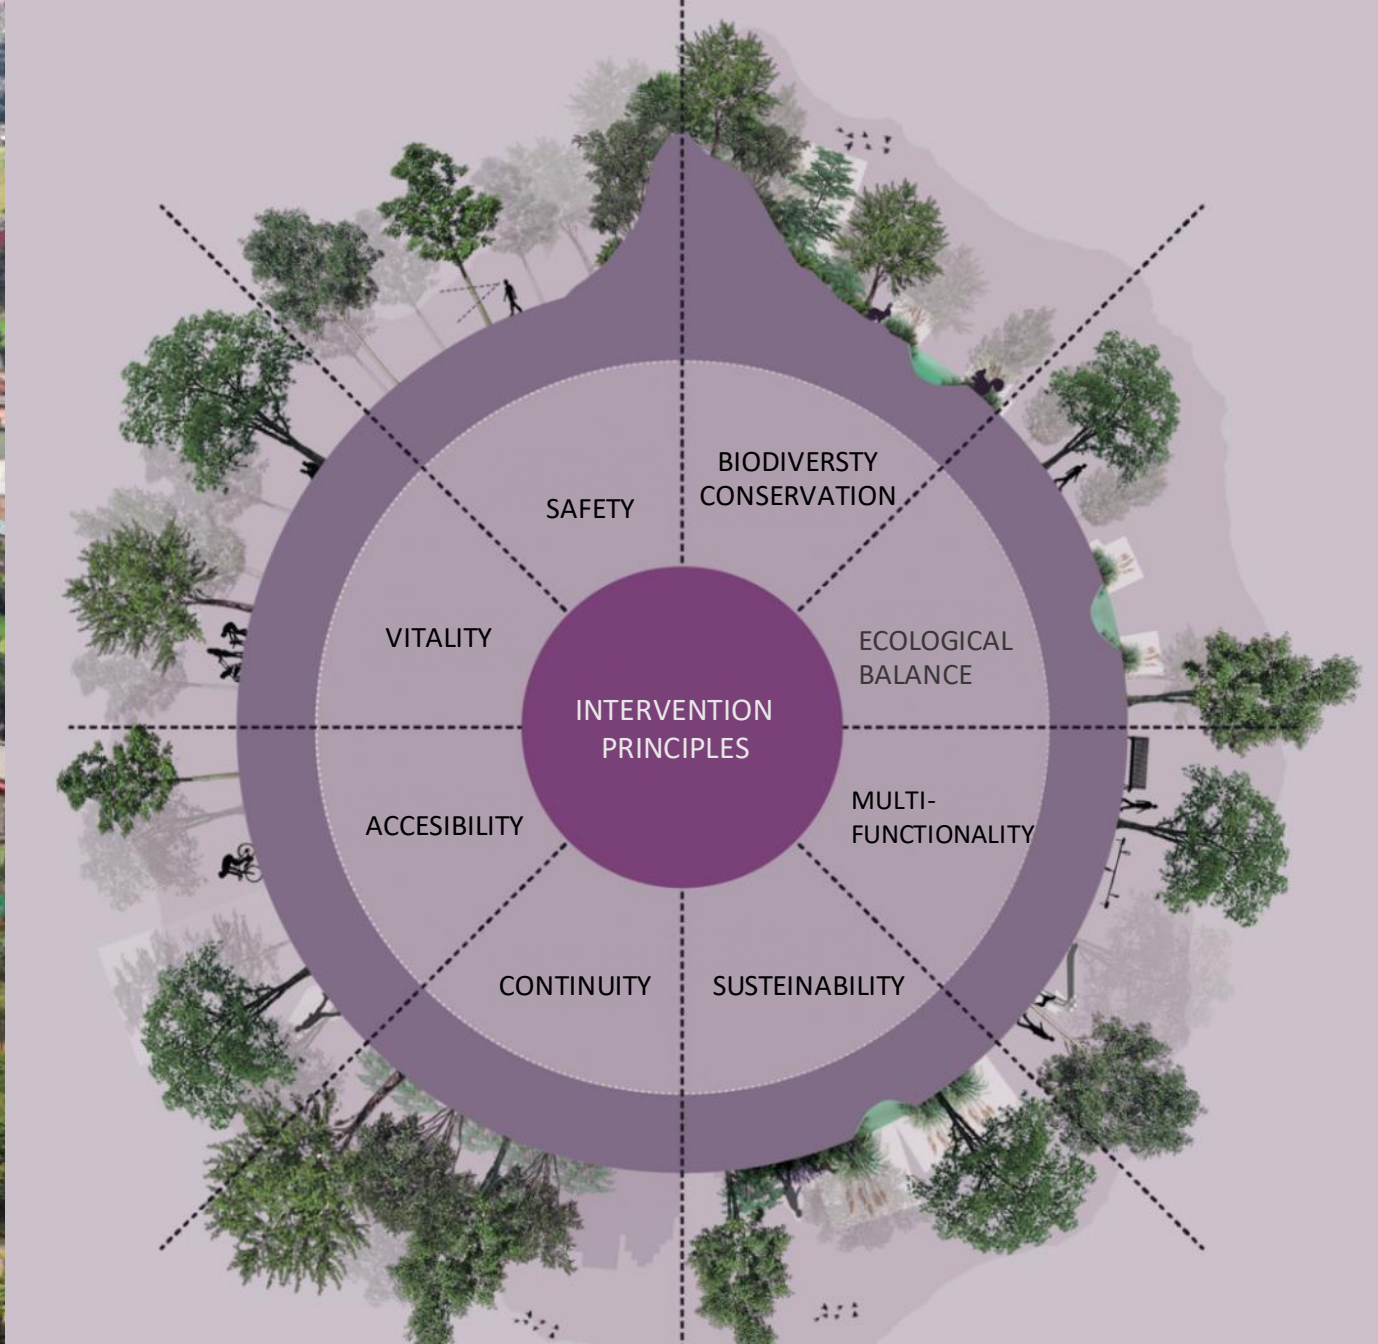 SAFETY
BIODIVERSTY
CONSERVATION
VITALITY
ECOLOGICAL
BALANCE
INTERVENTION
PRINCIPLES
ACCESIBILITY
MULTI-
FUNCTIONALITY
CONTINUITY
SUSTEINABILITY